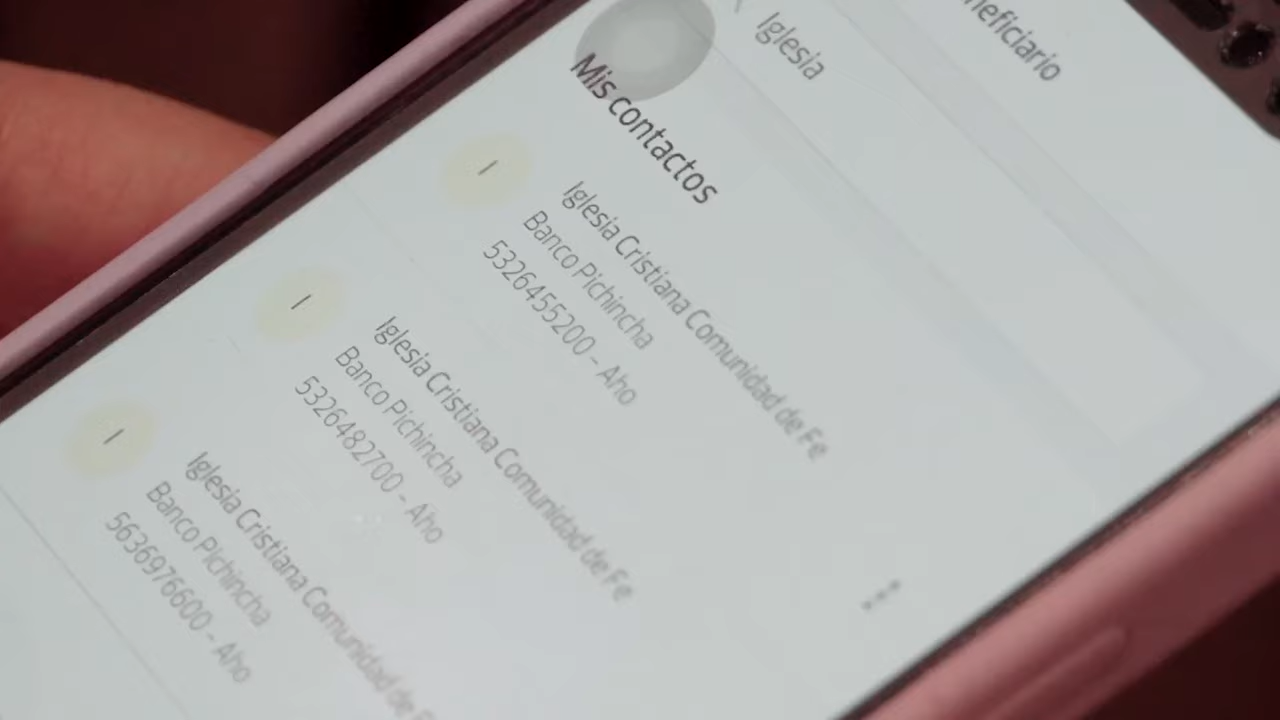 neficiario
Iglesia
Mis contactos
I
Iglesia Cristiana Comunidad de Fe
Banco Pichincha
5326455200 - Aho
I
Iglesia Cristiana Comunidad de Fe
Banco Pichincha
5326482700 - Aho
I
Iglesia Cristiana Comunidad de F
Banco Pichincha
5636976600 - Aho